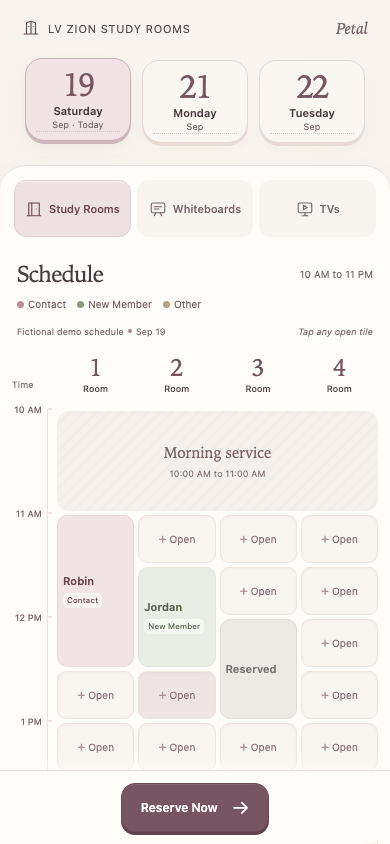 LV ZION STUDY ROOMS
Petal
19 21 22
Saturday Monday Tuesday
Sep · Today Sep Sep
Study Rooms Whiteboards TVs
Schedule 10 AM to 11 PM
Contact New Member Other
Fictional demo schedule • Sep 19 Tap any open tile
1 2 3 4
Time Room Room Room Room
10 AM
Morning service
10:00 AM to 11:00 AM
11 AM
+ Open + Open + Open
Robin
Contact
+ Open + Open
Jordan
New Member
12 PM
+ Open
Reserved
+ Open + Open + Open
1 PM
+ Open + Open + Open + Open
Reserve Now →